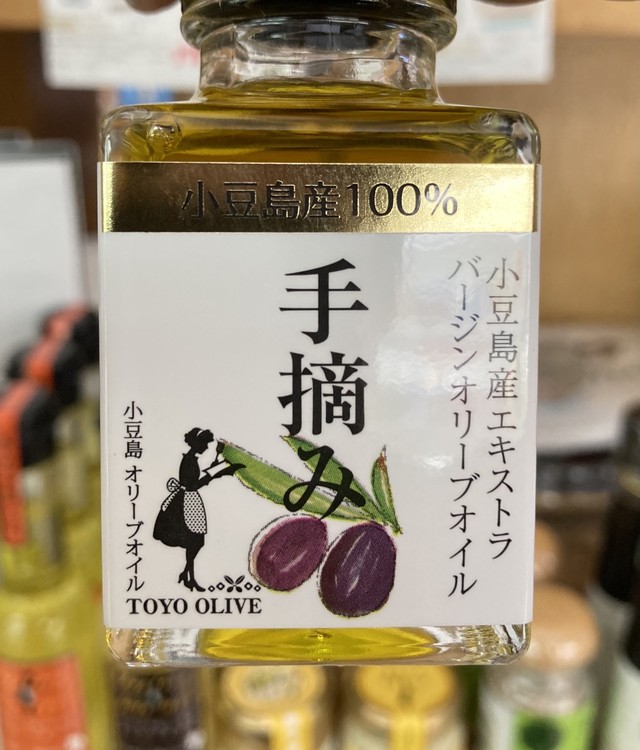 小豆島産100%
小豆島産エキストラ
バージンオリーブオイル
手摘み
小豆島 オリーブオイル
TOYO OLIVE